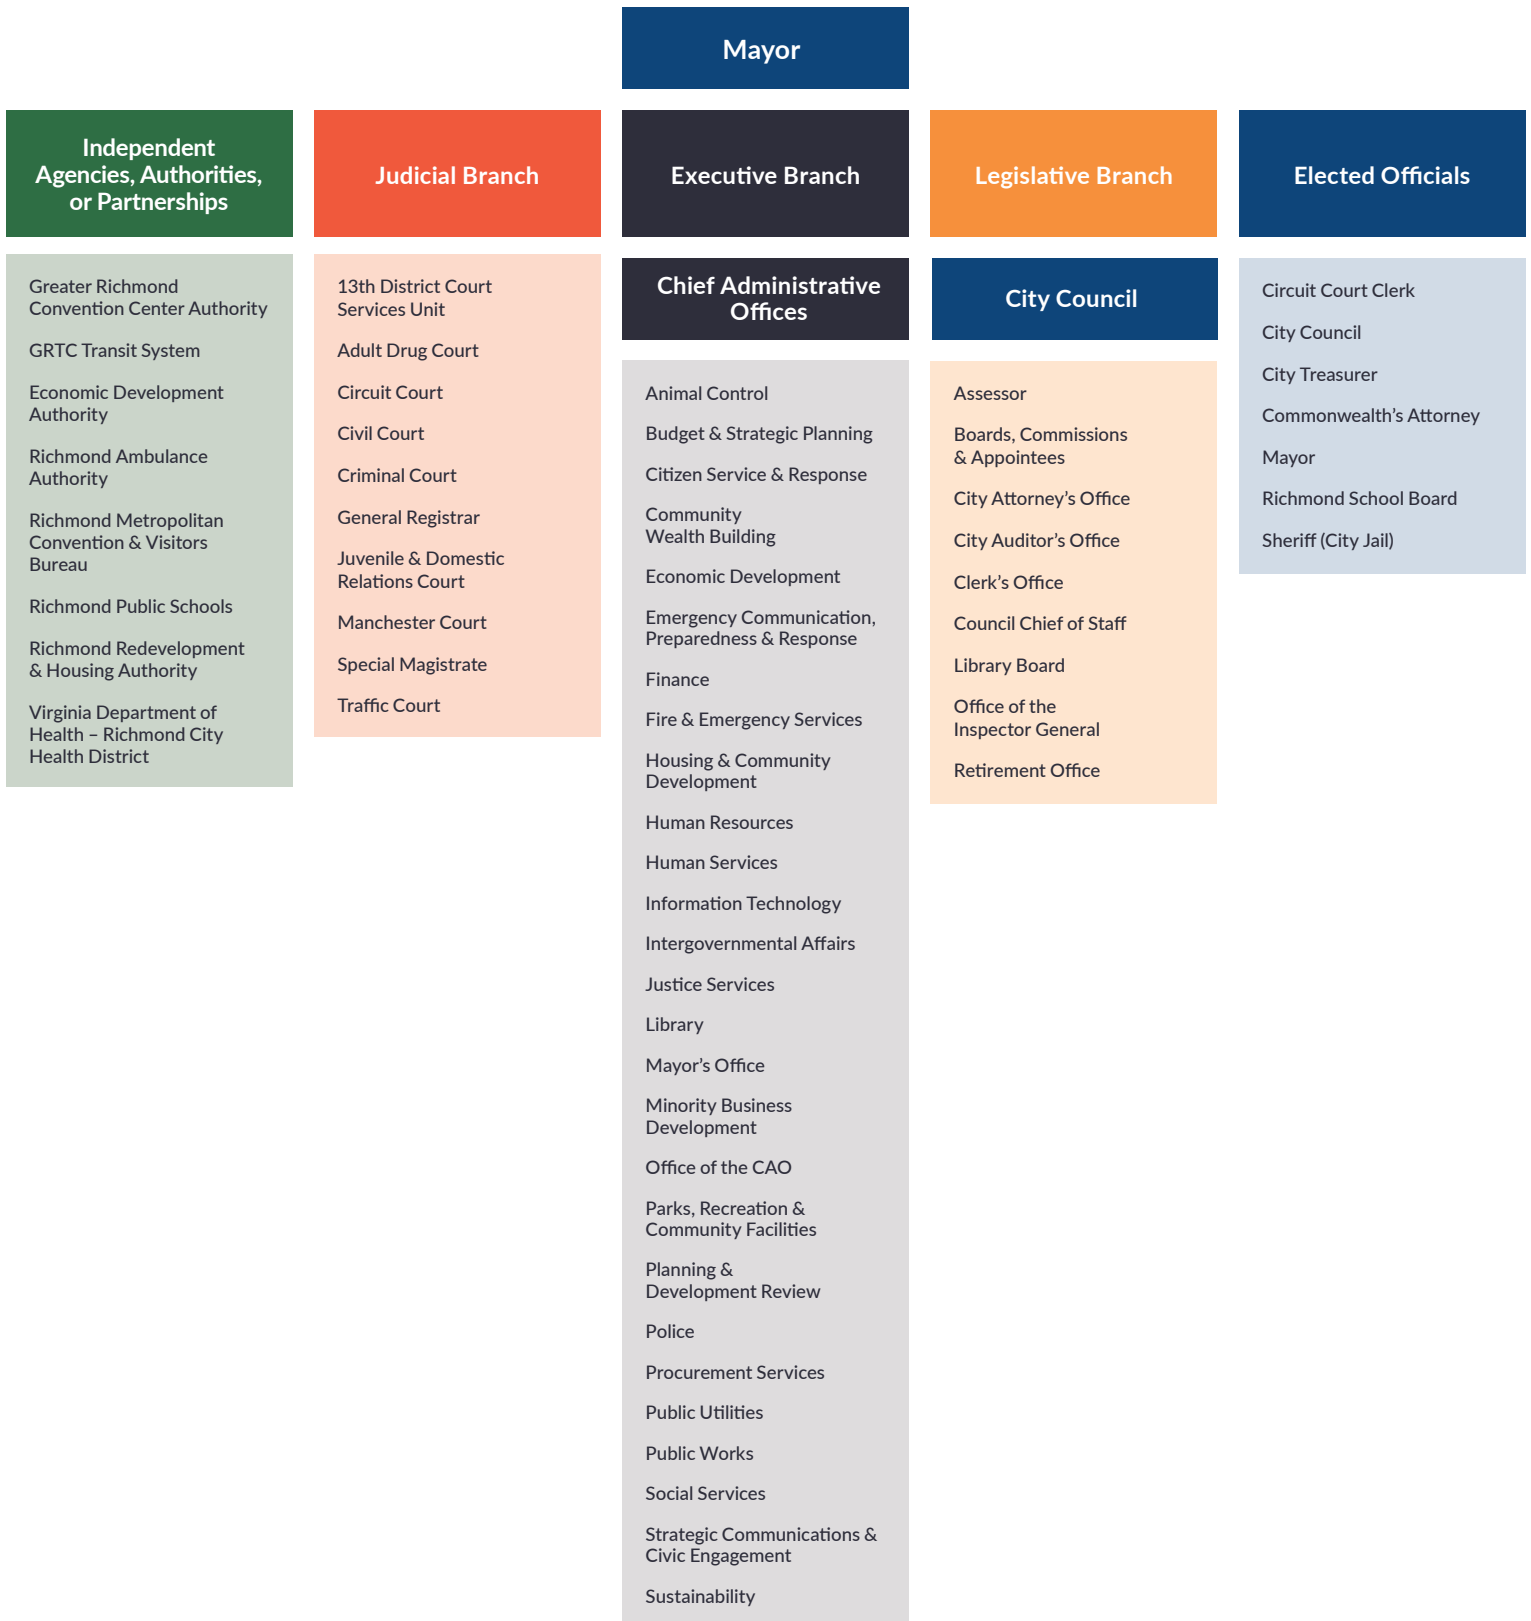 Mayor
Independent
Agencies, Authorities,
or Partnerships
Greater Richmond
Convention Center Authority
GRTC Transit System
Economic Development
Authority
Richmond Ambulance
Authority
Richmond Metropolitan
Convention & Visitors
Bureau
Richmond Public Schools
Richmond Redevelopment
& Housing Authority
Virginia Department of
Health – Richmond City
Health District
Judicial Branch
13th District Court
Services Unit
Adult Drug Court
Circuit Court
Civil Court
Criminal Court
General Registrar
Juvenile & Domestic
Relations Court
Manchester Court
Special Magistrate
Traffic Court
Executive Branch
Chief Administrative
Offices
Animal Control
Budget & Strategic Planning
Citizen Service & Response
Community
Wealth Building
Economic Development
Emergency Communication,
Preparedness & Response
Finance
Fire & Emergency Services
Housing & Community
Development
Human Resources
Human Services
Information Technology
Intergovernmental Affairs
Justice Services
Library
Mayor’s Office
Minority Business
Development
Office of the CAO
Parks, Recreation &
Community Facilities
Planning &
Development Review
Police
Procurement Services
Public Utilities
Public Works
Social Services
Strategic Communications &
Civic Engagement
Sustainability
Legislative Branch
City Council
Assessor
Boards, Commissions
& Appointees
City Attorney’s Office
City Auditor’s Office
Clerk’s Office
Council Chief of Staff
Library Board
Office of the
Inspector General
Retirement Office
Elected Officials
Circuit Court Clerk
City Council
City Treasurer
Commonwealth’s Attorney
Mayor
Richmond School Board
Sheriff (City Jail)